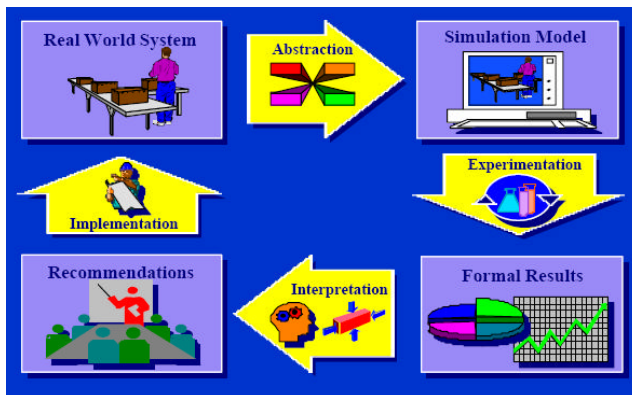 Real World System
Abstraction
Simulation Model
Experimentation
Formal Results
Interpretation
Recommendations
Implementation